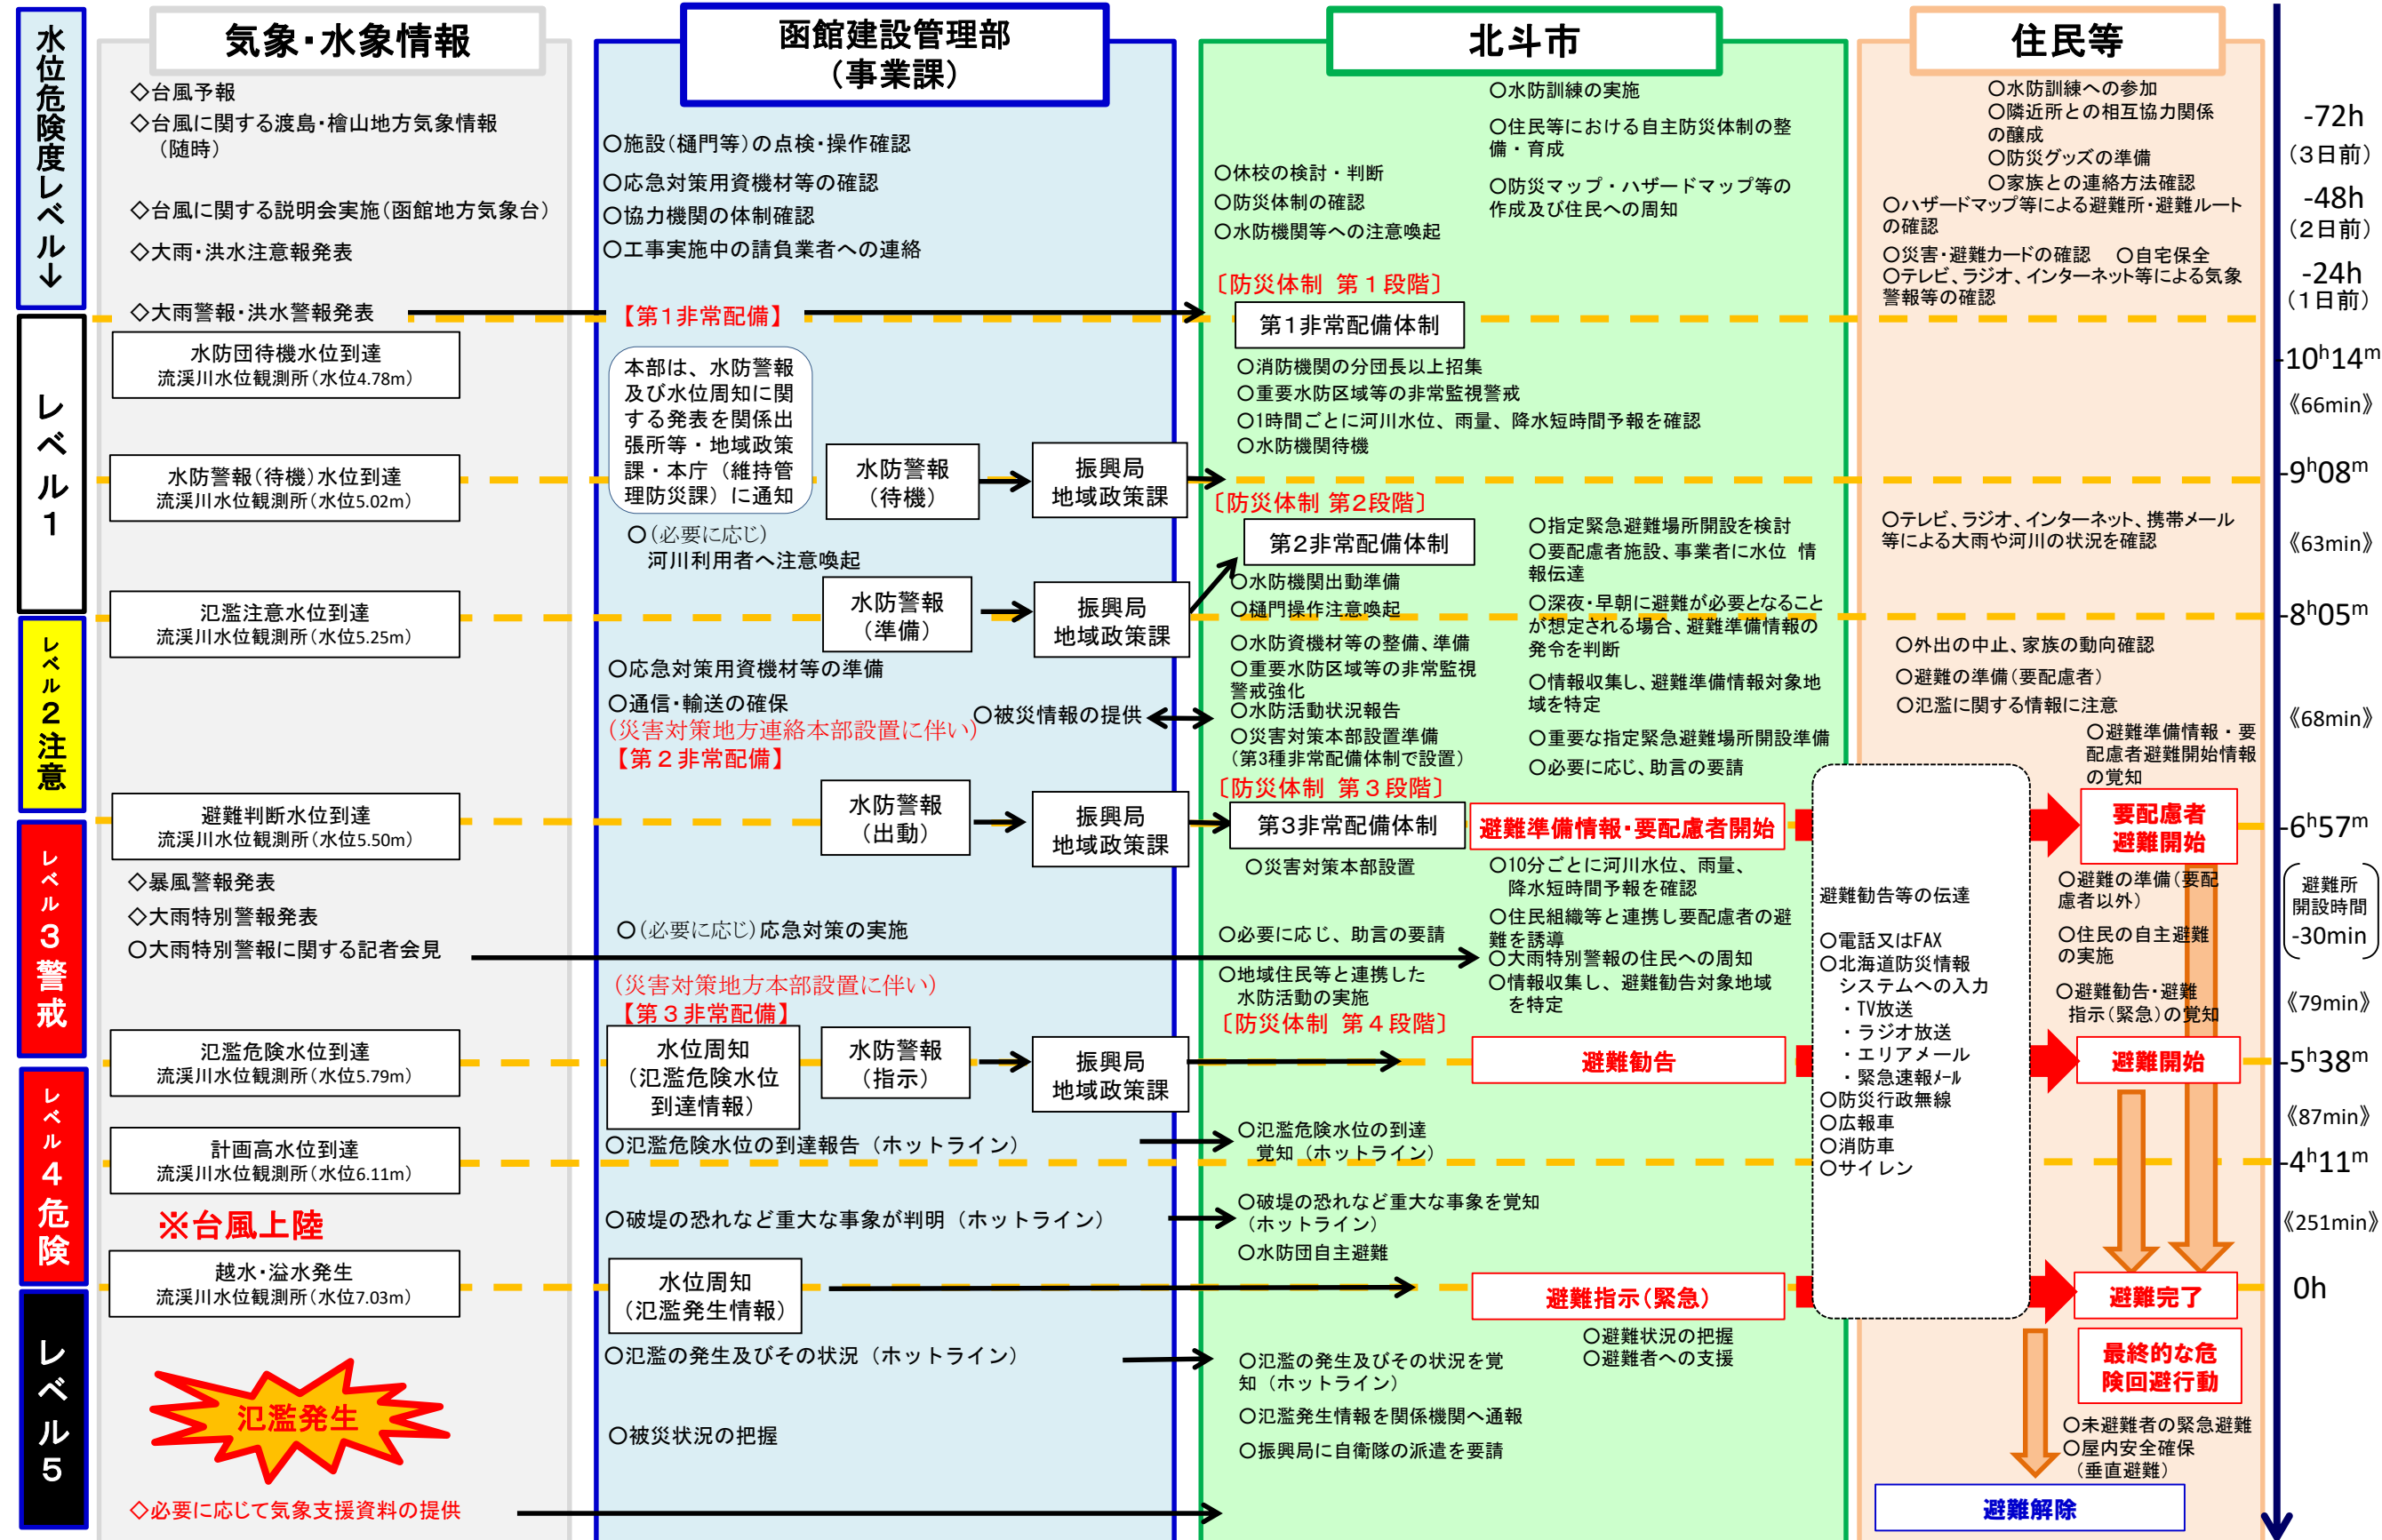 水位危険度レベル↓
レベル1
レベル2注意
レベル3警戒
レベル4危険
レベル5
気象・水象情報
◇台風予報
◇台風に関する渡島・檜山地方気象情報
（随時）
◇台風に関する説明会実施（函館地方気象台）
◇大雨・洪水注意報発表
◇大雨警報・洪水警報発表
水防団待機水位到達
流渓川水位観測所（水位4.78m）
水防警報（待機）水位到達
流渓川水位観測所（水位5.02m）
氾濫注意水位到達
流渓川水位観測所（水位5.25m）
避難判断水位到達
流渓川水位観測所（水位5.50m）
◇暴風警報発表
◇大雨特別警報発表
〇大雨特別警報に関する記者会見
氾濫危険水位到達
流渓川水位観測所（水位5.79m）
計画高水位到達
流渓川水位観測所（水位6.11m）
※台風上陸
越水・溢水発生
流渓川水位観測所（水位7.03m）
氾濫発生
◇必要に応じて気象支援資料の提供
函館建設管理部
（事業課）
〇施設（樋門等）の点検・操作確認
〇応急対策用資機材等の確認
〇協力機関の体制確認
〇工事実施中の請負業者への連絡
【第1非常配備】
本部は、水防警報
及び水位周知に関
する発表を関係出
張所等・地域政策
課・本庁（維持管
理防災課）に通知
水防警報
（待機）
振興局
地域政策課
〇（必要に応じ）
河川利用者へ注意喚起
水防警報
（準備）
振興局
地域政策課
〇応急対策用資機材等の準備
〇通信・輸送の確保
〇被災情報の提供
（災害対策地方連絡本部設置に伴い）
【第２非常配備】
水防警報
（出動）
振興局
地域政策課
〇（必要に応じ）応急対策の実施
（災害対策地方本部設置に伴い）
【第３非常配備】
水位周知
（氾濫危険水位
到達情報）
水防警報
（指示）
振興局
地域政策課
〇氾濫危険水位の到達報告（ホットライン）
〇破堤の恐れなど重大な事象が判明（ホットライン）
水位周知
（氾濫発生情報）
〇氾濫の発生及びその状況（ホットライン）
〇被災状況の把握
北斗市
〇水防訓練の実施
〇住民等における自主防災体制の整
備・育成
〇防災マップ・ハザードマップ等の
作成及び住民への周知
〇休校の検討・判断
〇防災体制の確認
〇水防機関等への注意喚起
〔防災体制 第１段階〕
第1非常配備体制
〇消防機関の分団長以上招集
〇重要水防区域等の非常監視警戒
〇1時間ごとに河川水位、雨量、降水短時間予報を確認
〇水防機関待機
〔防災体制 第2段階〕
第2非常配備体制
〇水防機関出動準備
〇樋門操作注意喚起
〇水防資機材等の整備、準備
〇重要水防区域等の非常監視
警戒強化
〇水防活動状況報告
〇災害対策本部設置準備
（第3種非常配備体制で設置）
〇指定緊急避難場所開設を検討
〇要配慮者施設、事業者に水位 情
報伝達
〇深夜・早朝に避難が必要となること
が想定される場合、避難準備情報の
発令を判断
〇情報収集し、避難準備情報対象地
域を特定
〇重要な指定緊急避難場所開設準備
〇必要に応じ、助言の要請
〔防災体制 第３段階〕
第3非常配備体制
避難準備情報・要配慮者開始
〇災害対策本部設置
〇10分ごとに河川水位、雨量、
降水短時間予報を確認
〇住民組織等と連携し要配慮者の避
難を誘導
〇大雨特別警報の住民への周知
〇情報収集し、避難勧告対象地域
を特定
〇必要に応じ、助言の要請
〇地域住民等と連携した
水防活動の実施
〔防災体制 第４段階〕
避難勧告
〇氾濫危険水位の到達
覚知（ホットライン）
〇破堤の恐れなど重大な事象を覚知
（ホットライン）
〇水防団自主避難
避難指示（緊急）
〇避難状況の把握
〇避難者への支援
〇氾濫の発生及びその状況を覚
知（ホットライン）
〇氾濫発生情報を関係機関へ通報
〇振興局に自衛隊の派遣を要請
避難勧告等の伝達
〇電話又はFAX
〇北海道防災情報
システムへの入力
・TV放送
・ラジオ放送
・エリアメール
・緊急速報ﾒｰﾙ
〇防災行政無線
〇広報車
〇消防車
〇サイレン
住民等
〇水防訓練への参加
〇隣近所との相互協力関係
の醸成
〇防災グッズの準備
〇家族との連絡方法確認
〇ハザードマップ等による避難所・避難ルート
の確認
〇災害・避難カードの確認　〇自宅保全
〇テレビ、ラジオ、インターネット等による気象
警報等の確認
〇テレビ、ラジオ、インターネット、携帯メール
等による大雨や河川の状況を確認
〇外出の中止、家族の動向確認
〇避難の準備（要配慮者）
〇氾濫に関する情報に注意
〇避難準備情報・要
配慮者避難開始情報
の覚知
要配慮者
避難開始
〇避難の準備（要配
慮者以外）
〇住民の自主避難
の実施
〇避難勧告・避難
指示（緊急）の覚知
避難開始
避難完了
最終的な危
険回避行動
〇未避難者の緊急避難
〇屋内安全確保
（垂直避難）
避難解除
-72h
（3日前）
-48h
（2日前）
-24h
（1日前）
-10h14m
《66min》
-9h08m
《63min》
-8h05m
《68min》
-6h57m
避難所
開設時間
-30min
《79min》
-5h38m
《87min》
-4h11m
《251min》
0h